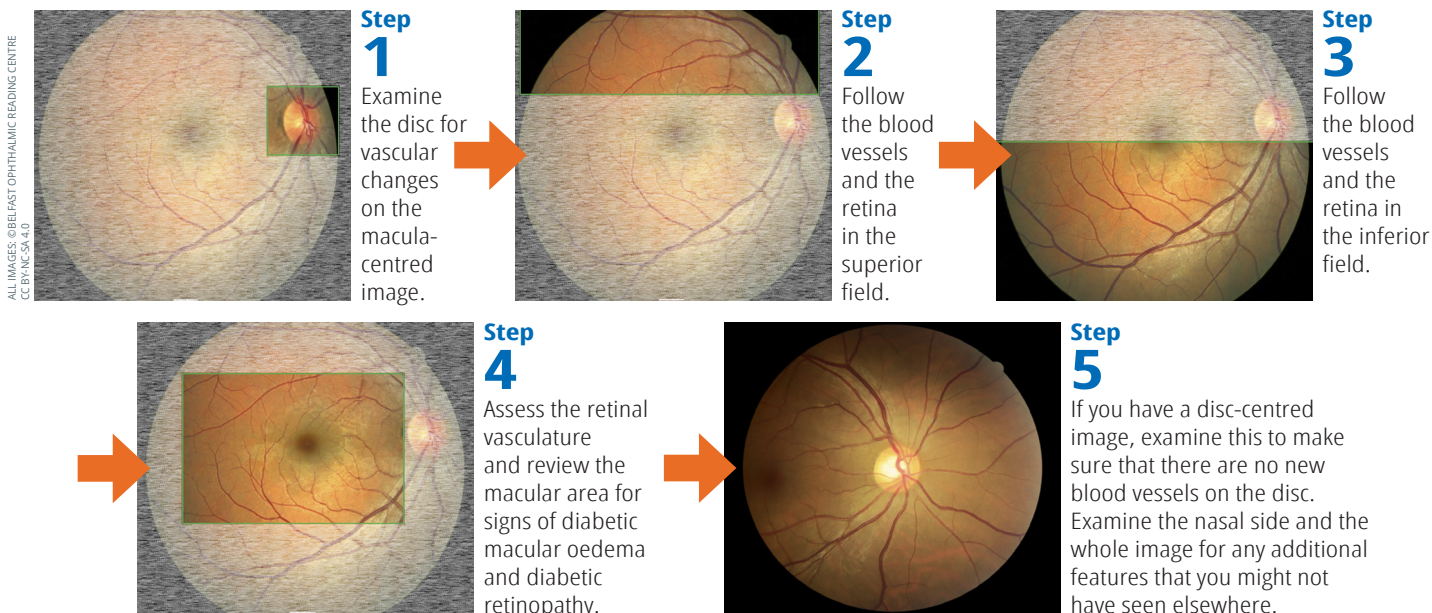 ALL IMAGES: ©BELFAST OPHTHALMIC READING CENTRE
CC BY-NC-SA 4.0
Step
1
Examine
the disc for
vascular
changes
on the
macula-
centred
image.
Step
2
Follow
the blood
vessels
and the
retina
in the
superior
field.
Step
3
Follow
the blood
vessels
and the
retina in
the inferior
field.
Step
4
Assess the retinal
vasculature
and review the
macular area for
signs of diabetic
macular oedema
and diabetic
retinopathy.
Step
5
If you have a disc-centred
image, examine this to make
sure that there are no new
blood vessels on the disc.
Examine the nasal side and the
whole image for any additional
features that you might not
have seen elsewhere.